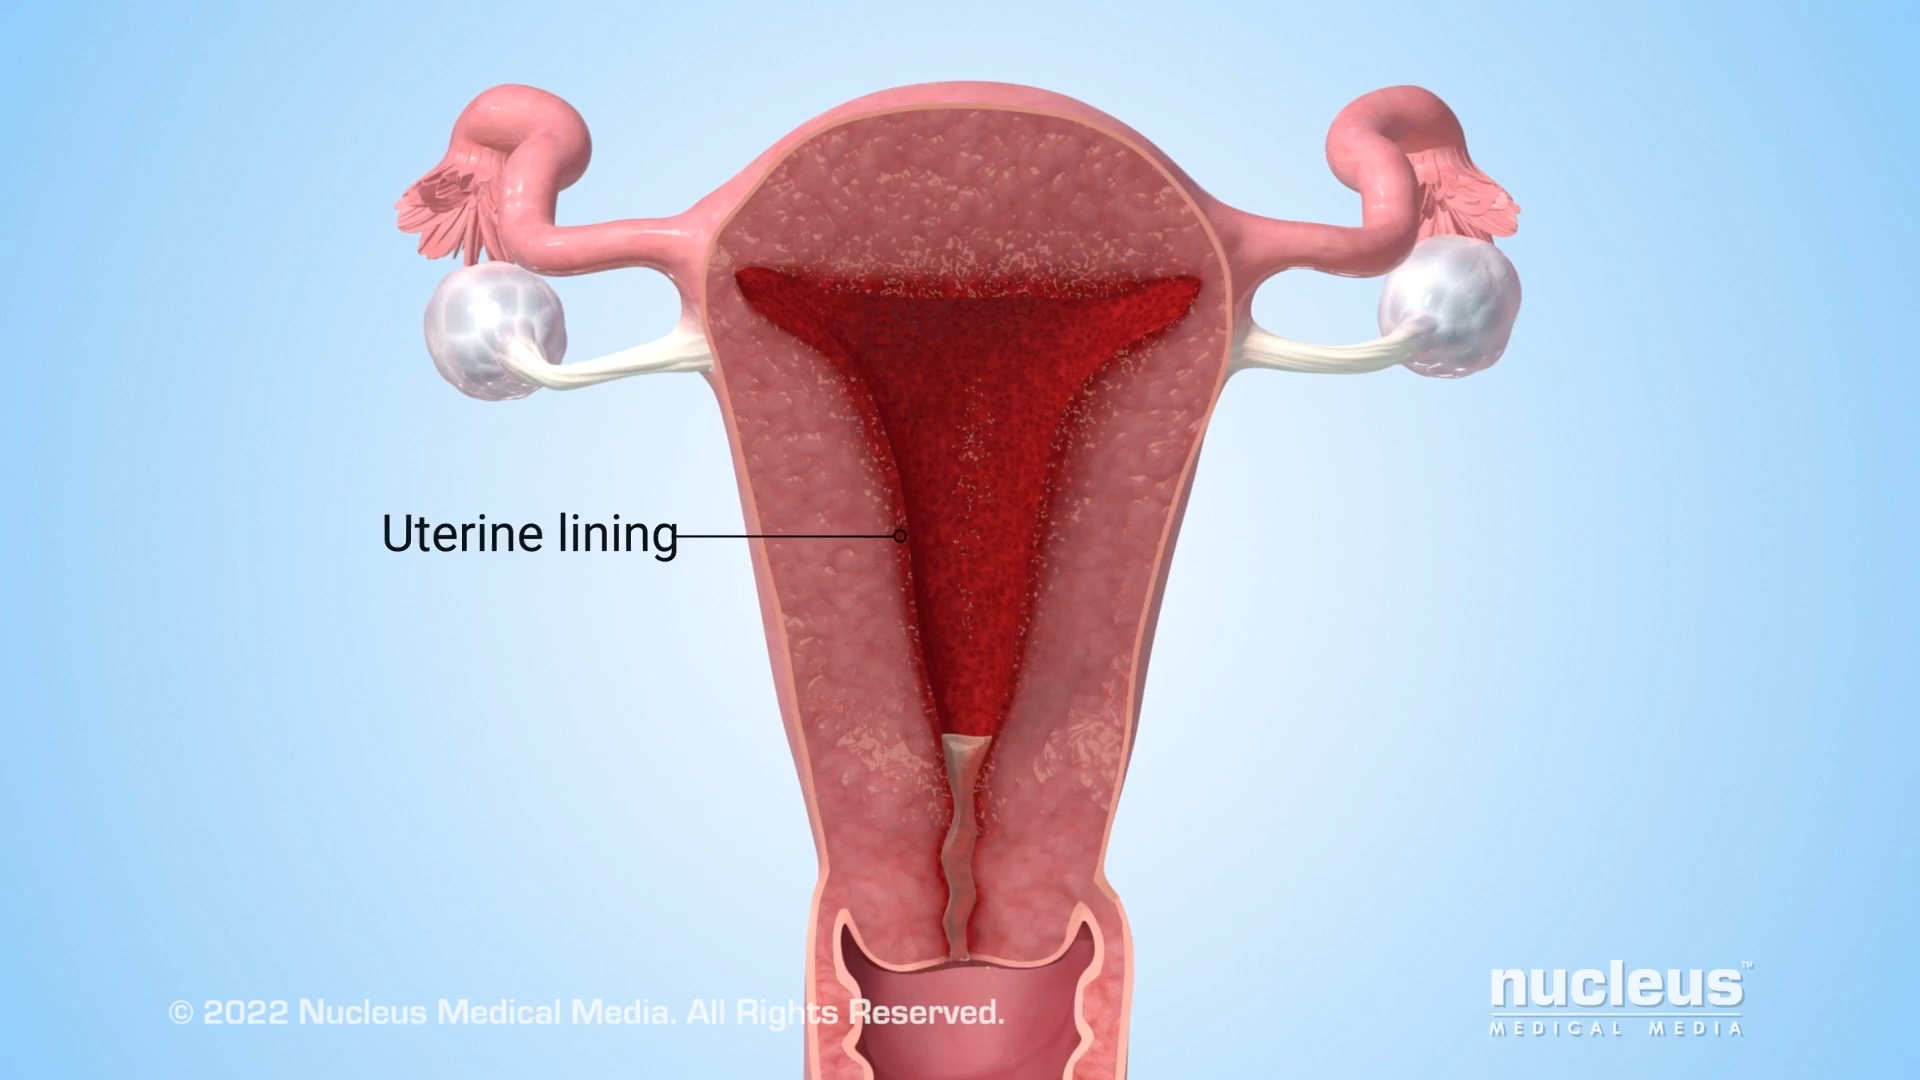 Uterine lining
nucleus™
MEDICAL MEDIA
© 2022 Nucleus Medical Media. All Rights Reserved.